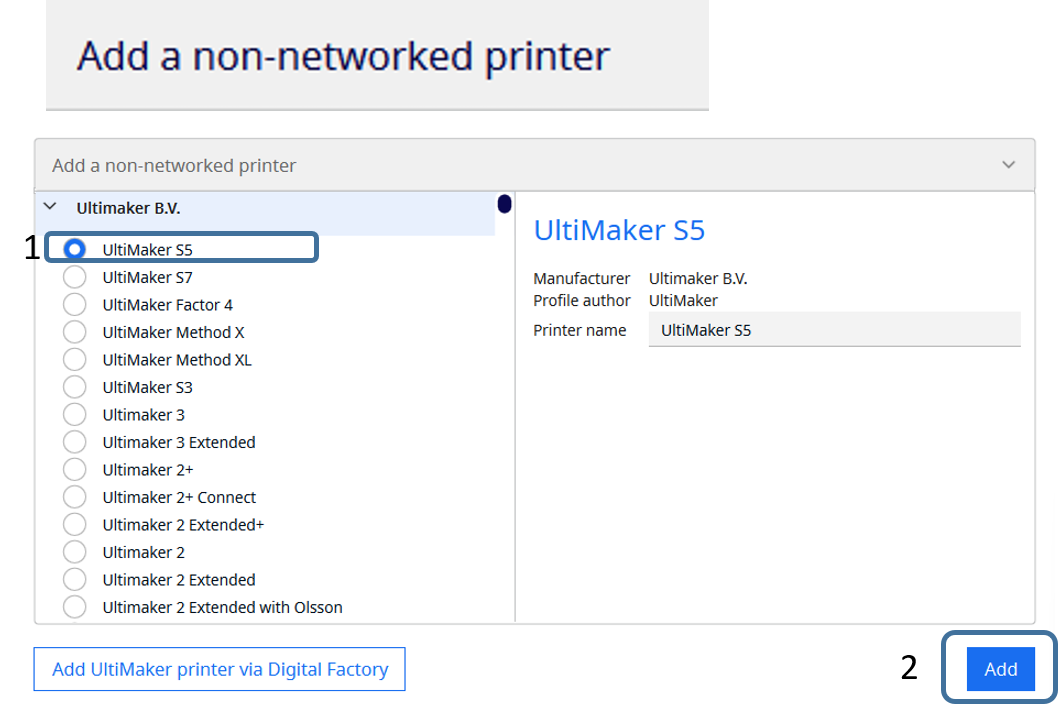 Add a non-networked printer
Add a non-networked printer
Ultimaker B.V.
1
UltiMaker S5
UltiMaker S7
UltiMaker Factor 4
UltiMaker Method X
UltiMaker Method XL
UltiMaker S3
Ultimaker 3
Ultimaker 3 Extended
Ultimaker 2+
Ultimaker 2+ Connect
Ultimaker 2 Extended+
Ultimaker 2
Ultimaker 2 Extended
Ultimaker 2 Extended with Olsson
UltiMaker S5
Manufacturer Ultimaker B.V.
Profile author UltiMaker
Printer name UltiMaker S5
Add UltiMaker printer via Digital Factory
2 Add